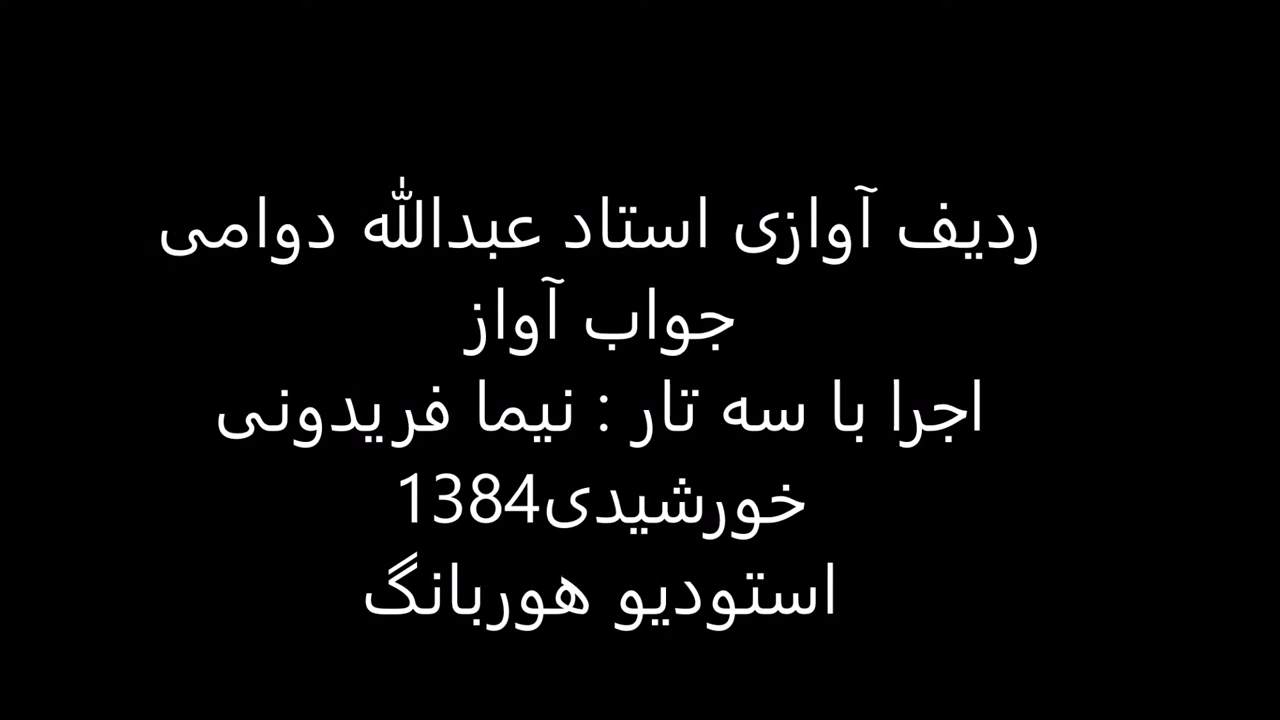 ردیف آوازی استاد عبدالله دوامی
جواب آواز
اجرا با سه تار : نیما فریدونی
خورشیدی1384
استودیو هوربانگ